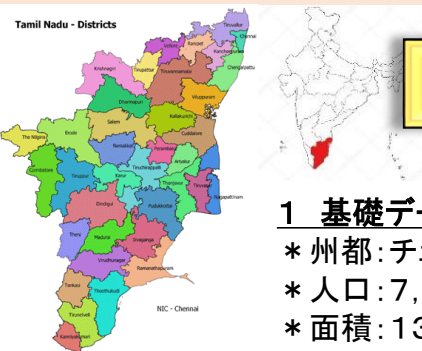 Tamil Nadu - Districts
Tiruvallur
Chennai
Vellore
Ranipet
Kancheepuram
Chengalpattu
Krishnagiri
Tirupattur
Tiruvannamalai
Viluppuram
Dharmapuri
Kallakurichi
Salem
Cuddalore
The Nilgiris
Erode
Namakkal
Perambalur
Ariyalur
Coimbatore
Tiruppur
Karur
Tiruchirappalli
Thanjavur
Tiruvarur
Nagapattinam
Dindigul
Pudukkottai
Theni
Madurai
Sivaganga
Virudhunagar
Ramanathapuram
Tenkasi
Thoothukudi
Tirunelveli
Kanniyakumari
NIC - Chennai
1 基礎デー
*州都:チ
*人口:7,
*面積:13